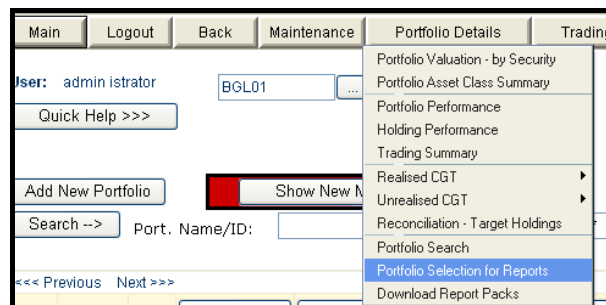 Main Logout Back Maintenance Portfolio Details
Portfolio Valuation - by Security
User: admin istrator BGL01 ...
Portfolio Asset Class Summary
Quick Help >>>
Portfolio Performance
Holding Performance
Trading Summary
Add New Portfolio Show New
Realised CGT
Unrealised CGT
Search --> Port. Name/ID:
Reconciliation - Target Holdings
Portfolio Search
<<< Previous Next >>>
Portfolio Selection for Reports
Download Report Packs